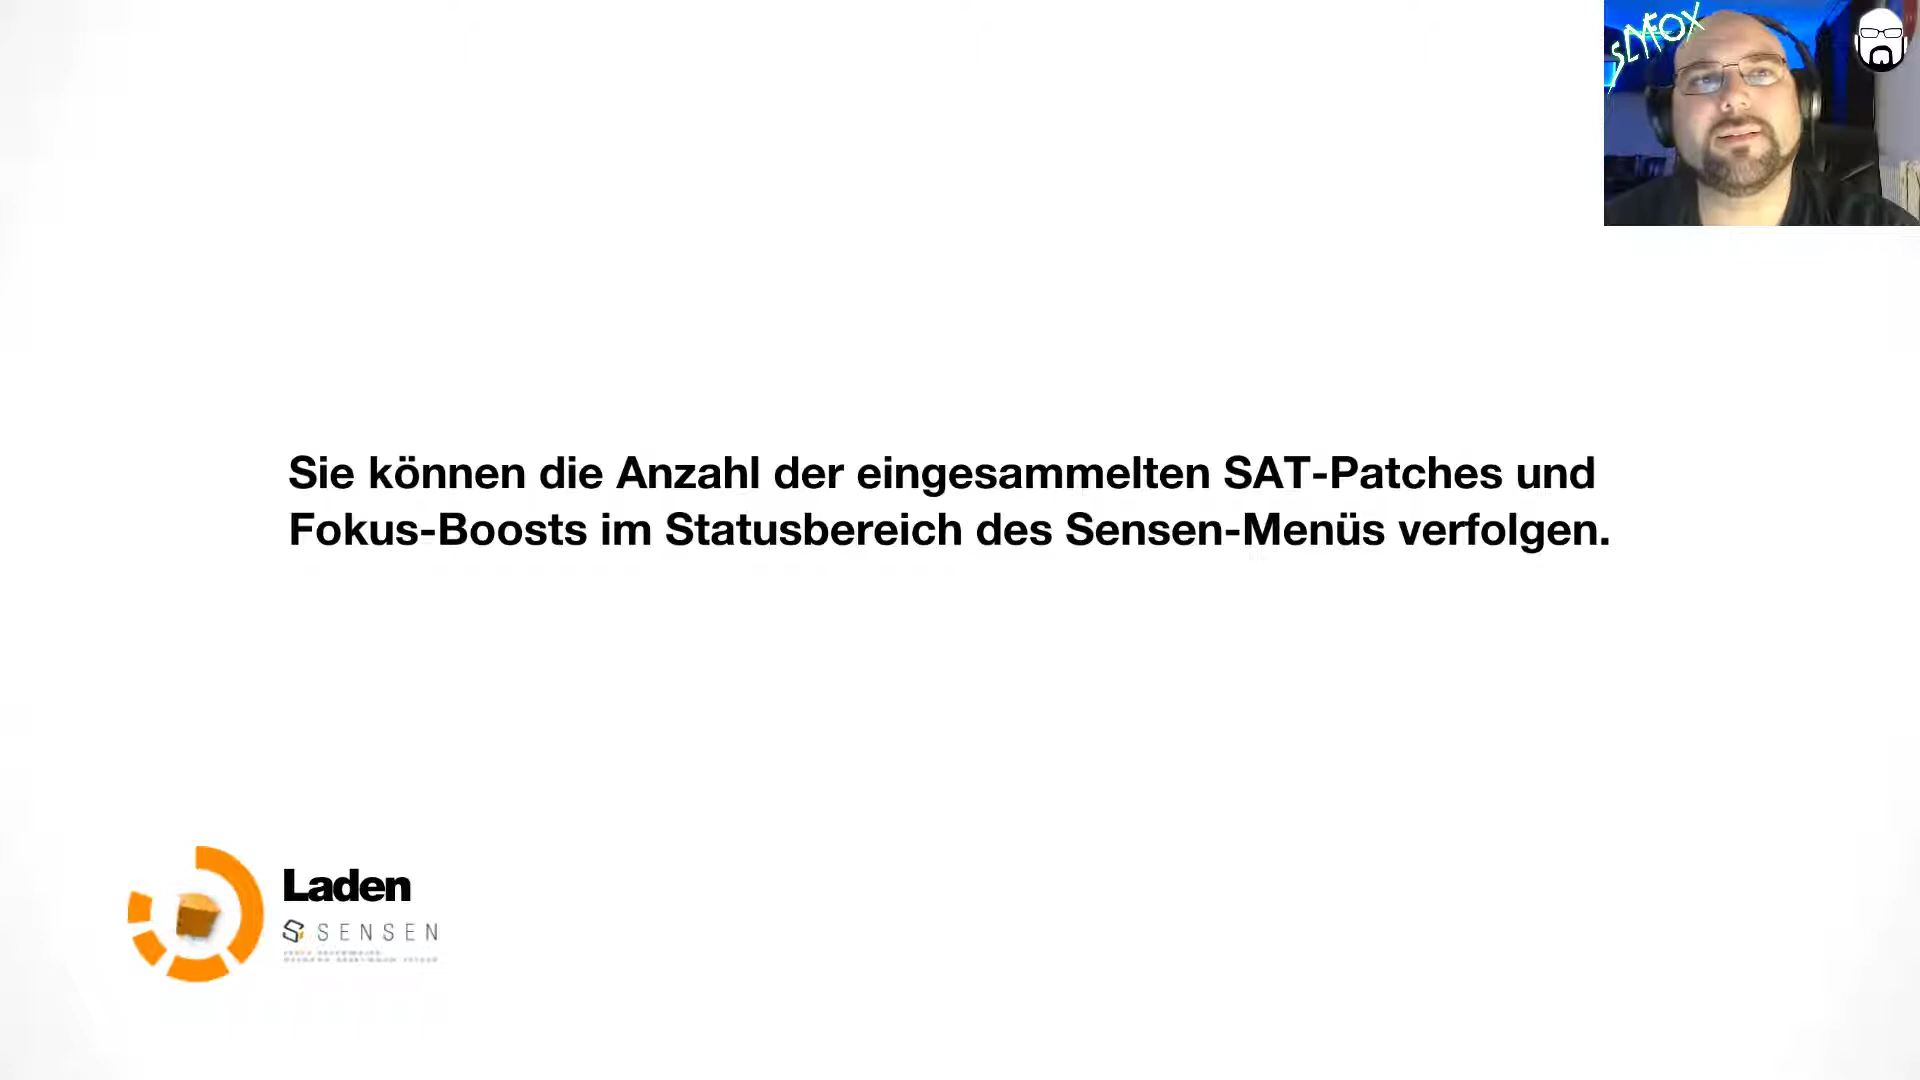 SLYFOX
Sie können die Anzahl der eingesammelten SAT-Patches und
Fokus-Boosts im Statusbereich des Sensen-Menüs verfolgen.
Laden
SENSEN